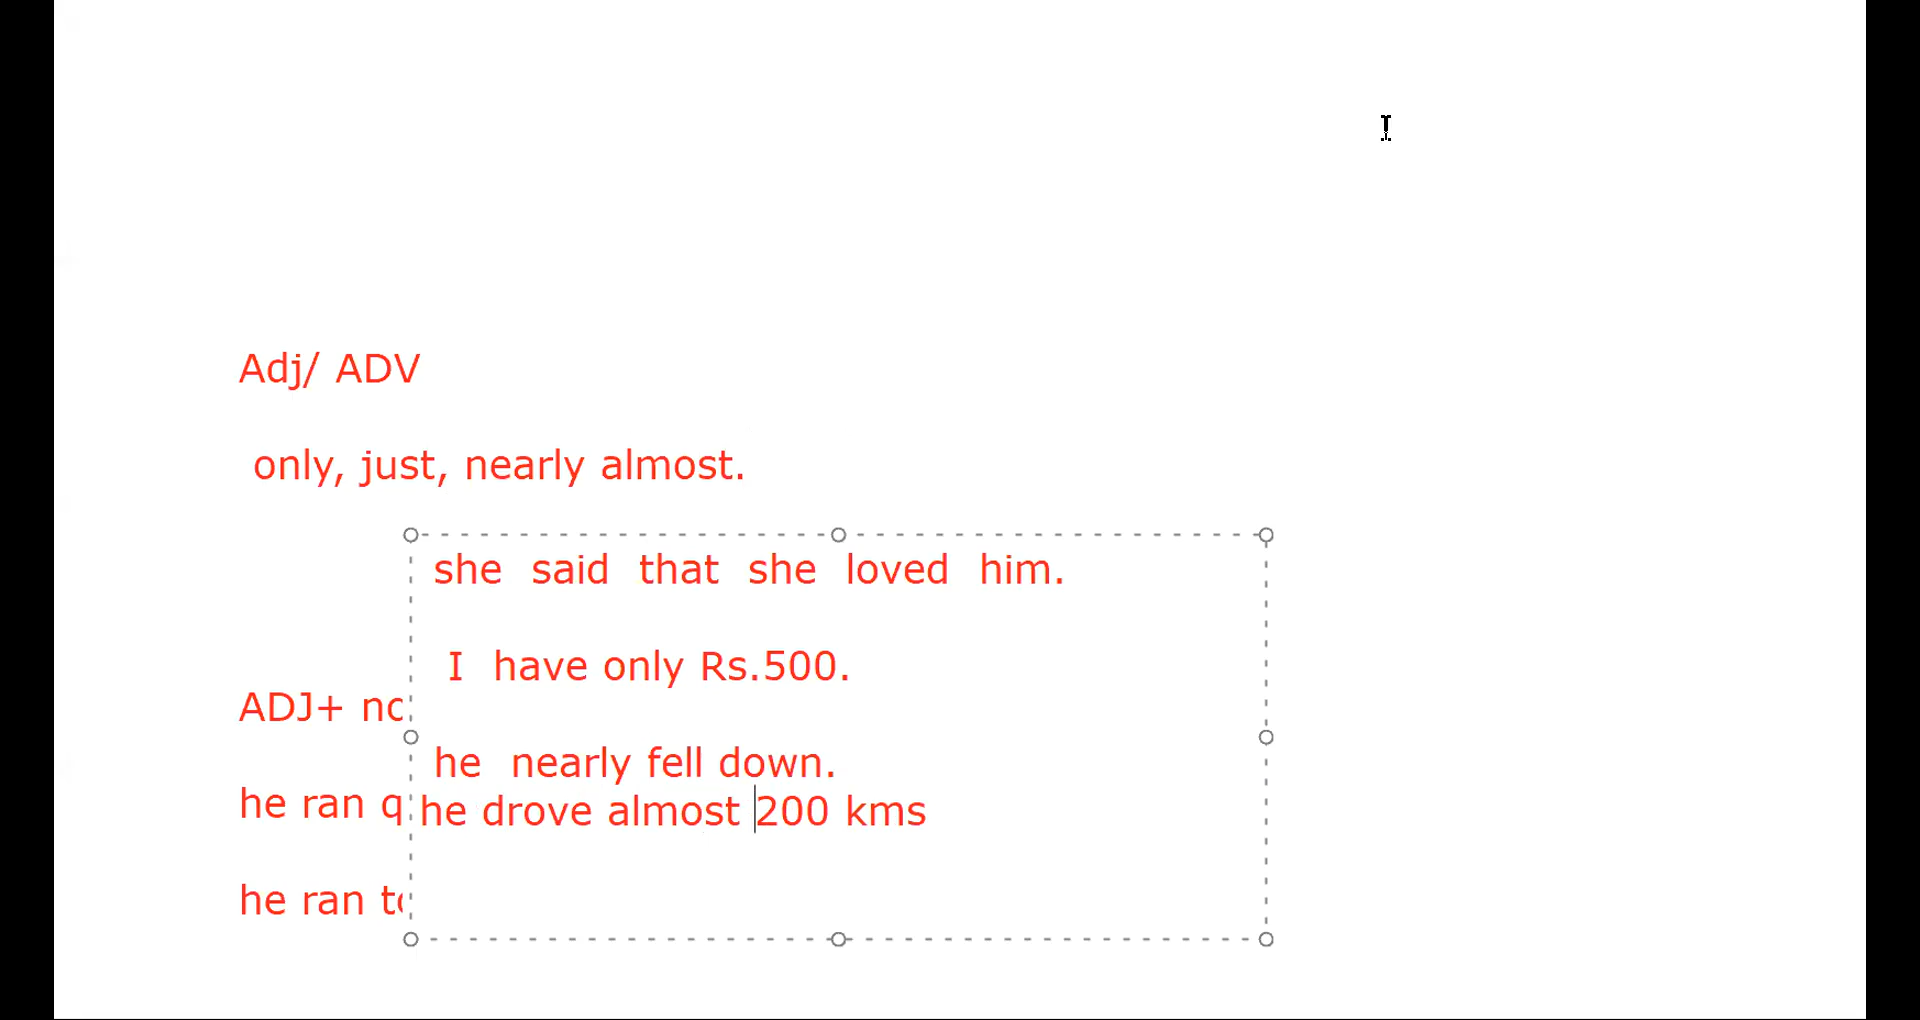 Adj/ ADV
only, just, nearly almost.
she said that she loved him.
I have only Rs.500.
ADJ+
he nearly fell down.
he ran
he drove almost 200 kms
he ran